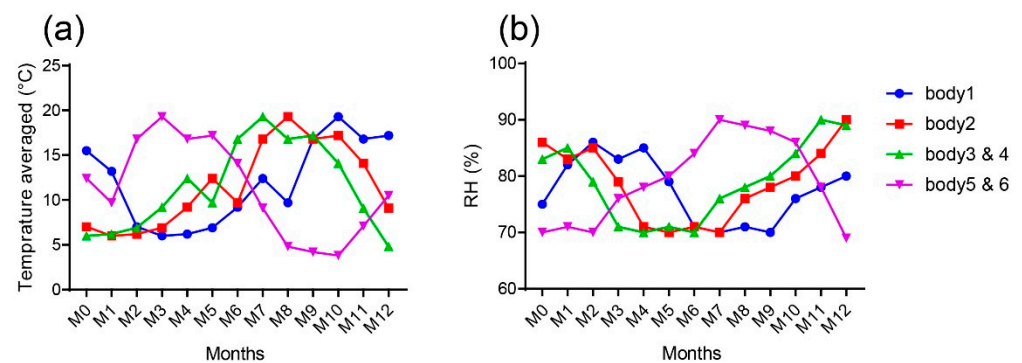 (a)
Temprature averaged (°C)
25
20
15
10
5
0
M0 M1 M2 M3 M4 M5 M6 M7 M8 M9 M10 M11 M12
Months
(b)
RH (%)
100
90
80
70
60
M0 M1 M2 M3 M4 M5 M6 M7 M8 M9 M10 M11 M12
Months
body1
body2
body3 & 4
body5 & 6